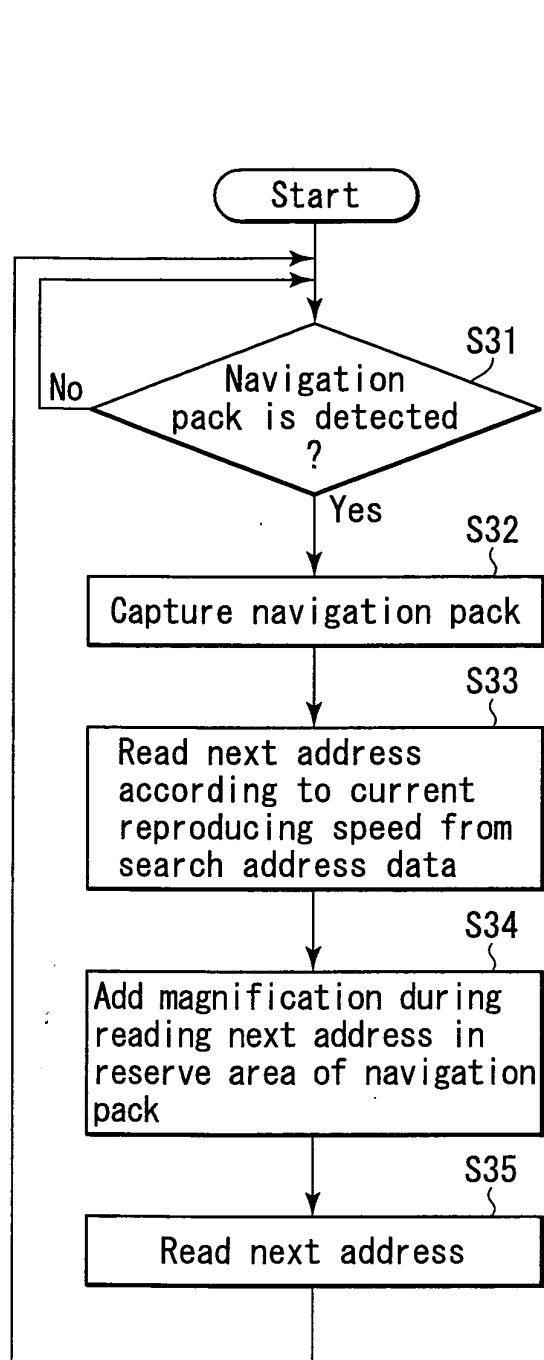 Start
S31
Navigation
pack is detected
?
No
Yes
S32
Capture navigation pack
S33
Read next address
according to current
reproducing speed from
search address data
S34
Add magnification during
reading next address in
reserve area of navigation
pack
S35
Read next address